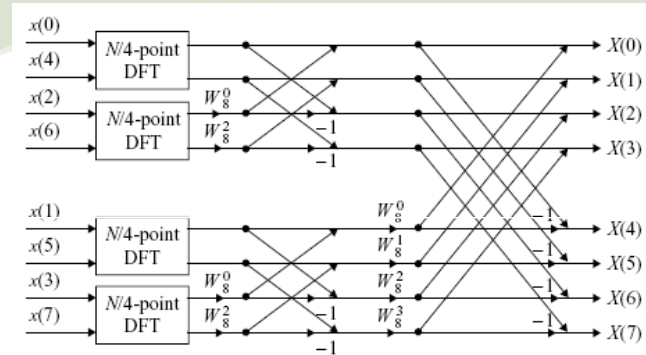 x(0)
x(4)
N/4-point
DFT
x(2)
x(6)
N/4-point
DFT
W_8^0
W_8^2
-1
-1
X(0)
X(1)
X(2)
X(3)
x(1)
x(5)
N/4-point
DFT
x(3)
x(7)
N/4-point
DFT
W_8^0
W_8^2
-1
-1
W_8^0
W_8^1
W_8^2
W_8^3
-1
-1
-1
-1
X(4)
X(5)
X(6)
X(7)